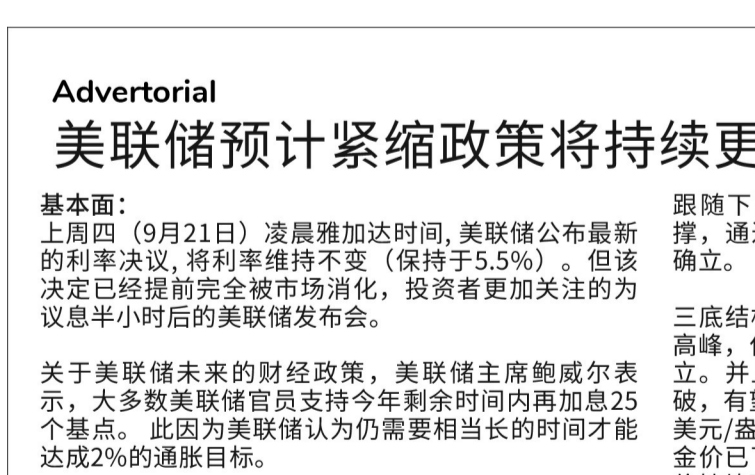 Advertorial
美联储预计紧缩政策将持续更
基本面：
上周四（9月21日）凌晨雅加达时间, 美联储公布最新
的利率决议, 将利率维持不变（保持于5.5%）。但该
决定已经提前完全被市场消化，投资者更加关注的为
议息半小时后的美联储发布会。
关于美联储未来的财经政策，美联储主席鲍威尔表
示，大多数美联储官员支持今年剩余时间内再加息25
个基点。 此因为美联储认为仍需要相当长的时间才能
达成2%的通胀目标。
跟随下
撑，通
确立。
三底结
高峰，
立。并
破，有
美元/盎
金价已